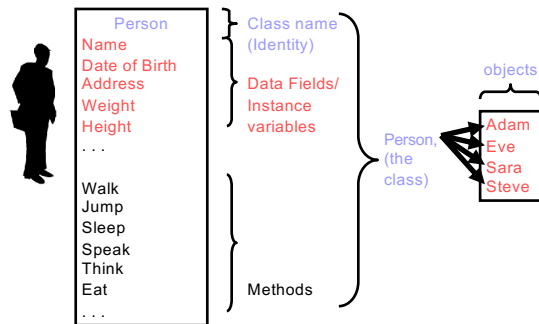 Person
Name
Date of Birth
Address
Weight
Height
. . .
Walk
Jump
Sleep
Speak
Think
Eat
. . .
Class name
(Identity)
Data Fields/
Instance
variables
Methods
Person,
(the
class)
objects
Adam
Eve
Sara
Steve